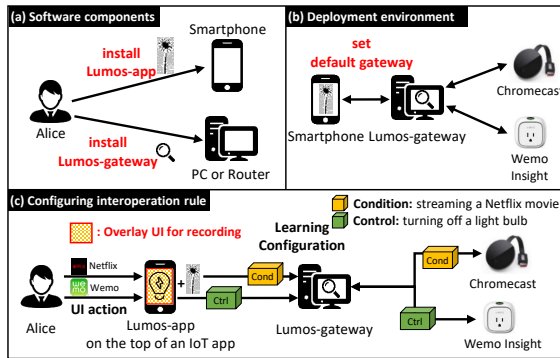 (a) Software components
Smartphone
install
Lumos-app
Alice
install
Lumos-gateway
PC or Router
(b) Deployment environment
set
default gateway
Chromecast
Smartphone
Lumos-gateway
Wemo
Insight
(c) Configuring interoperation rule
Condition: streaming a Netflix movie
Control: turning off a light bulb
: Overlay UI for recording
Learning
Configuration
Netflix
wemo
Wemo
UI action
+
Cond
Ctrl
Cond
Ctrl
Chromecast
Alice
Lumos-app
on the top of an IoT app
Lumos-gateway
Wemo Insight